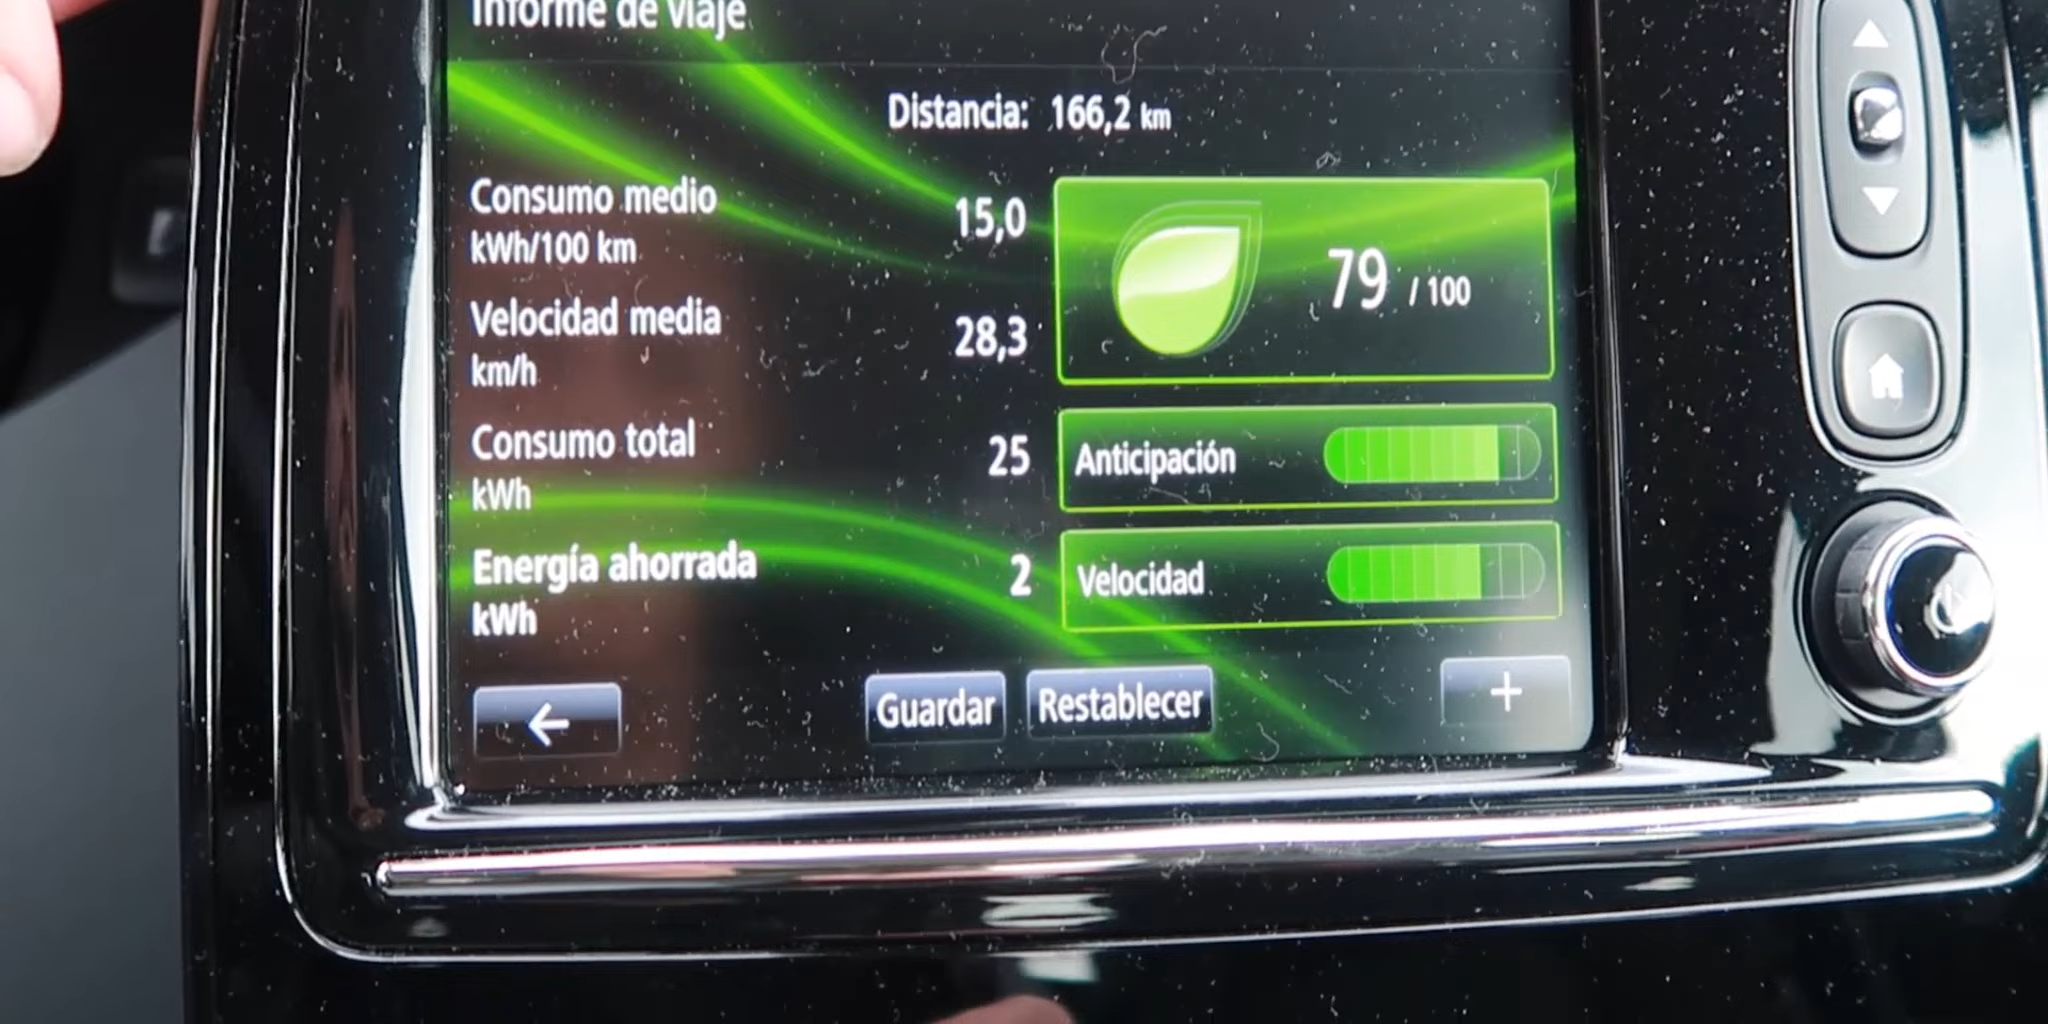 Informe de viaje
Distancia: 166,2 km
Consumo medio 15,0
kWh/100 km
79 / 100
Velocidad media 28,3
km/h
Consumo total 25
kWh
Anticipación
Energía ahorrada 2
kWh
Velocidad
Guardar Restablecer +